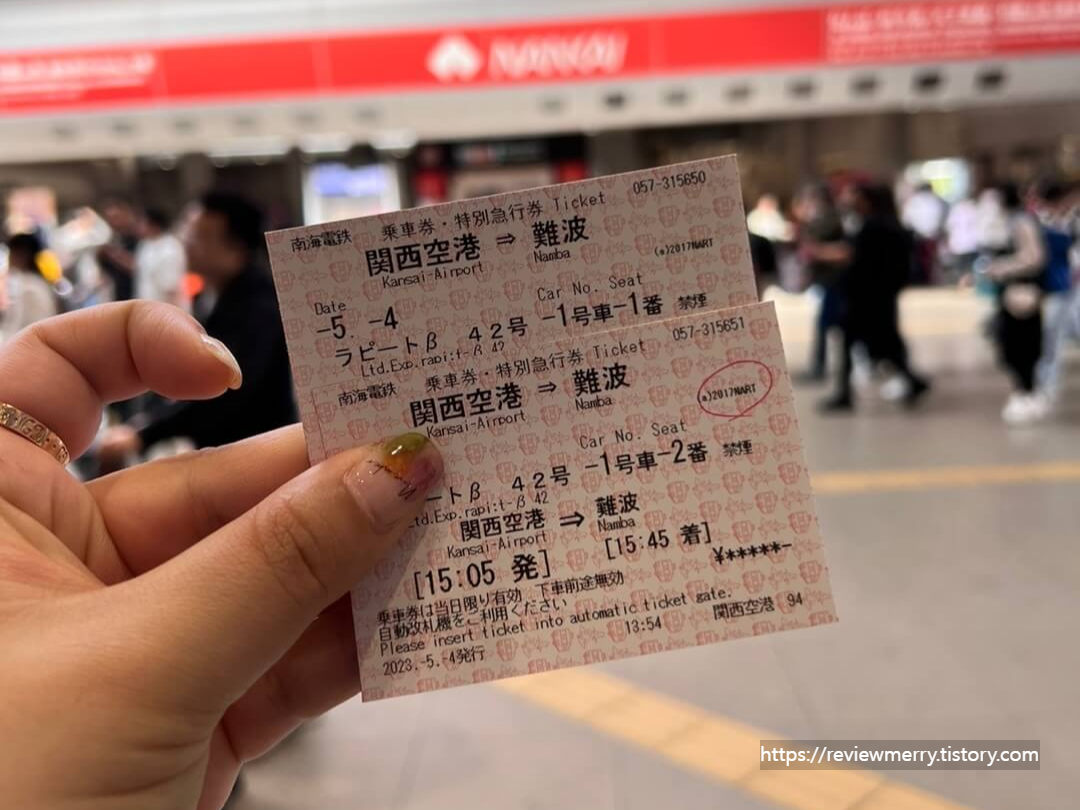 NANKAI
057-315650
南海電鉄 乗車券・特別急行券 Ticket
関西空港 ⇒ 難波
Kansai-Airport Namba
(a)2017NART
Date Car No. Seat
-5. -4 -1号車-1番 禁煙
ラピートβ 42号
Ltd.Exp.rapi:t-β 42
057-315651
南海電鉄 乗車券・特別急行券 Ticket
関西空港 ⇒ 難波
Kansai-Airport Namba
(a)2017NART
Car No. Seat
ートβ 42号 -1号車-2番 禁煙
td.Exp.rapi:t-β 42
関西空港 ⇒ 難波
Kansai-Airport Namba
[15:05 発] [15:45 着]
¥*****-
乗車券は当日限り有効 下車前途無効
自動改札機をご利用ください
Please insert ticket into automatic ticket gate.
2023.-5.-4発行 13:54 関西空港 94
https://reviewmerry.tistory.com